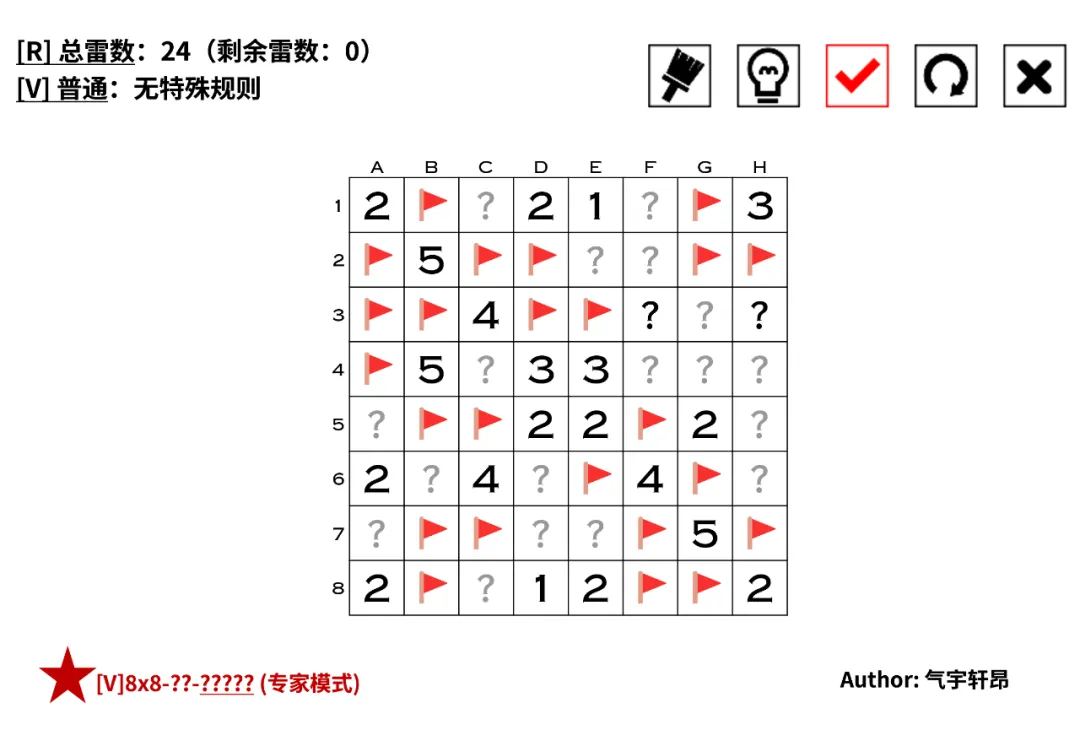 [R] 总雷数：24（剩余雷数：0）
[V] 普通：无特殊规则
A B C D E F G H
1 2 ? 2 1 ? 3
2 5 ? ?
3 4 ? ? ?
4 5 ? 3 3 ? ? ?
5 ? 2 2 2 ?
6 2 ? 4 ? 4 ?
7 ? ? ? 5
8 2 ? 1 2 2
[V]8x8-??-????? (专家模式)
Author: 气宇轩昂